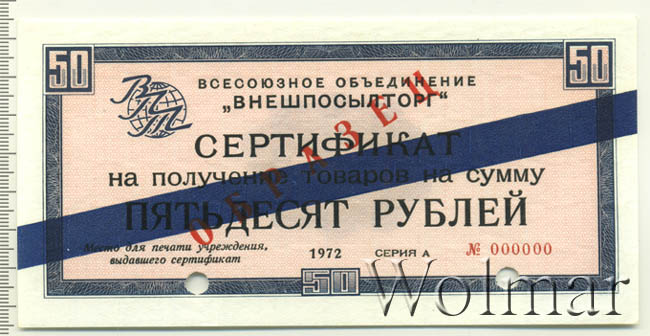 50 50
ВПТ
ВСЕСОЮЗНОЕ ОБЪЕДИНЕНИЕ
„ВНЕШПОСЫЛТОРГ“
СЕРТИФИКАТ
на получение товаров на сумму
ПЯТЬДЕСЯТ РУБЛЕЙ
ОБРАЗЕЦ
Место для печати учреждения,
выдавшего сертификат
1972 СЕРИЯ А № 000000
50
Wolmar